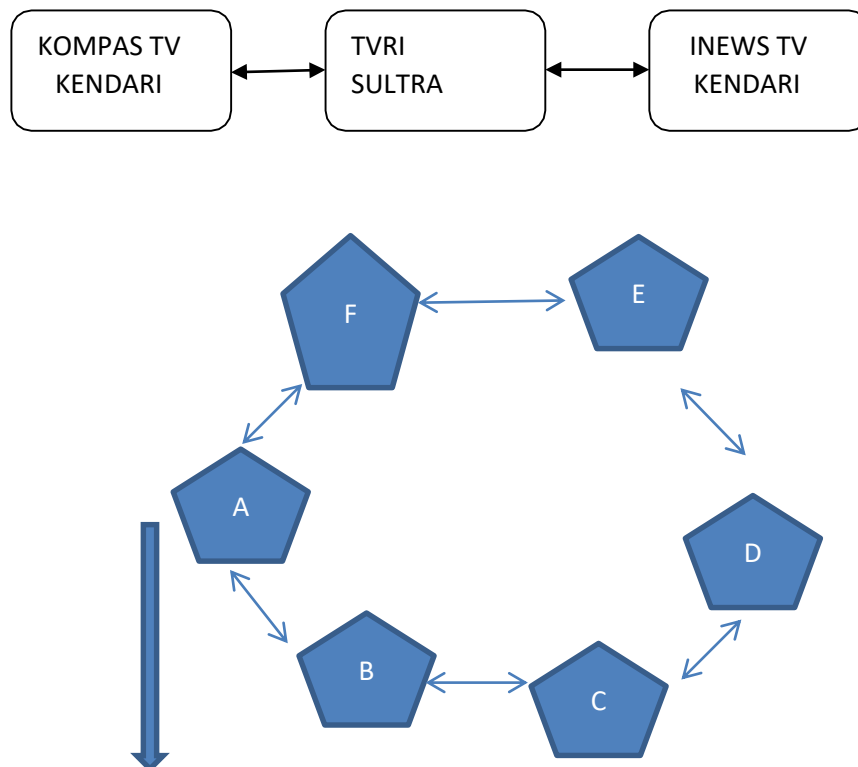 KOMPAS TV
KENDARI
TVRI
SULTRA
INEWS TV
KENDARI
F
E
A
D
B
C